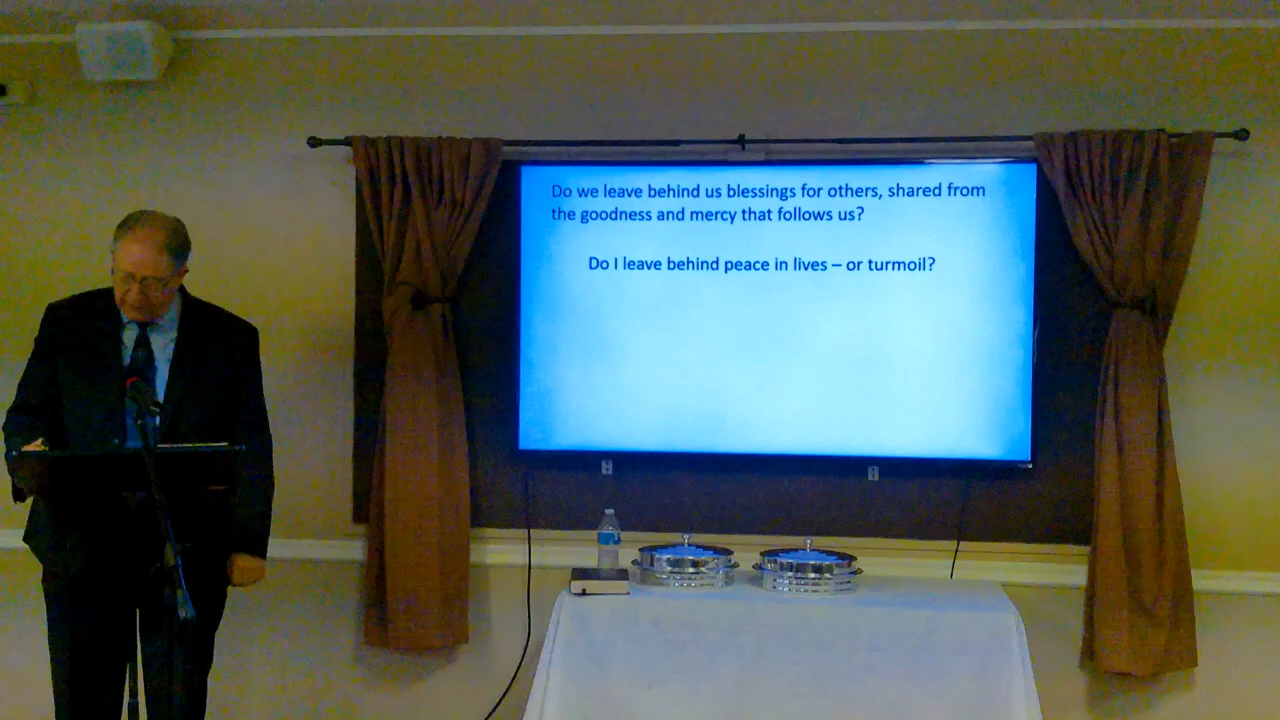 Do we leave behind us blessings for others, shared from
the goodness and mercy that follows us?
Do I leave behind peace in lives – or turmoil?